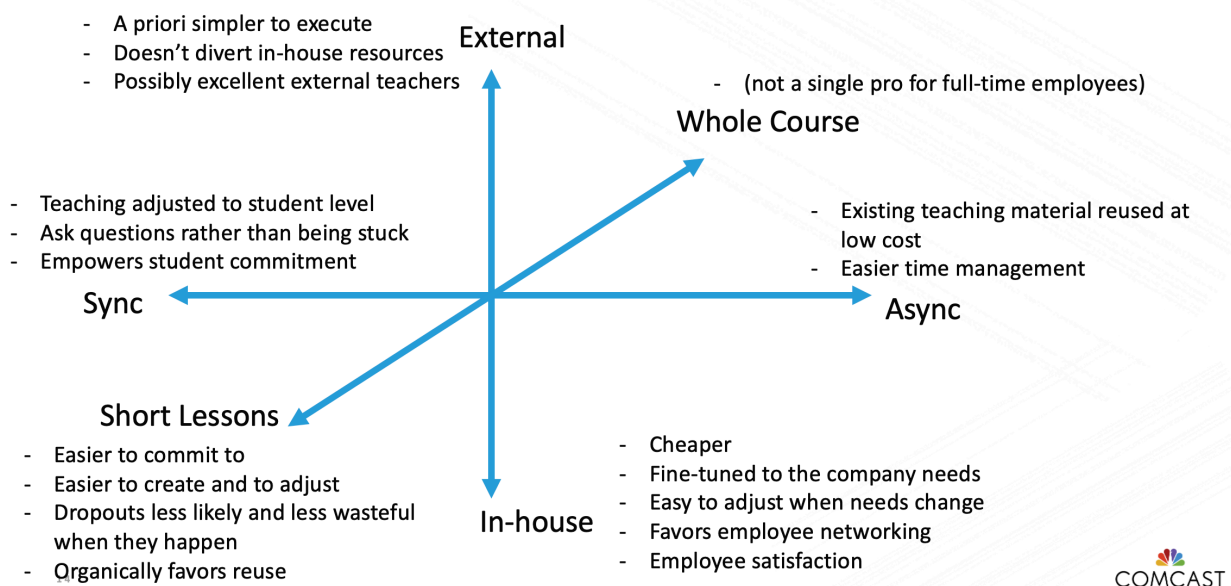 - A priori simpler to execute
- Doesn’t divert in-house resources
- Possibly excellent external teachers
External
- (not a single pro for full-time employees)
Whole Course
- Teaching adjusted to student level
- Ask questions rather than being stuck
- Empowers student commitment
Sync
- Existing teaching material reused at
low cost
- Easier time management
Async
Short Lessons
- Easier to commit to
- Easier to create and to adjust
- Dropouts less likely and less wasteful
when they happen
- Organically favors reuse
In-house
- Cheaper
- Fine-tuned to the company needs
- Easy to adjust when needs change
- Favors employee networking
- Employee satisfaction
COMCAST